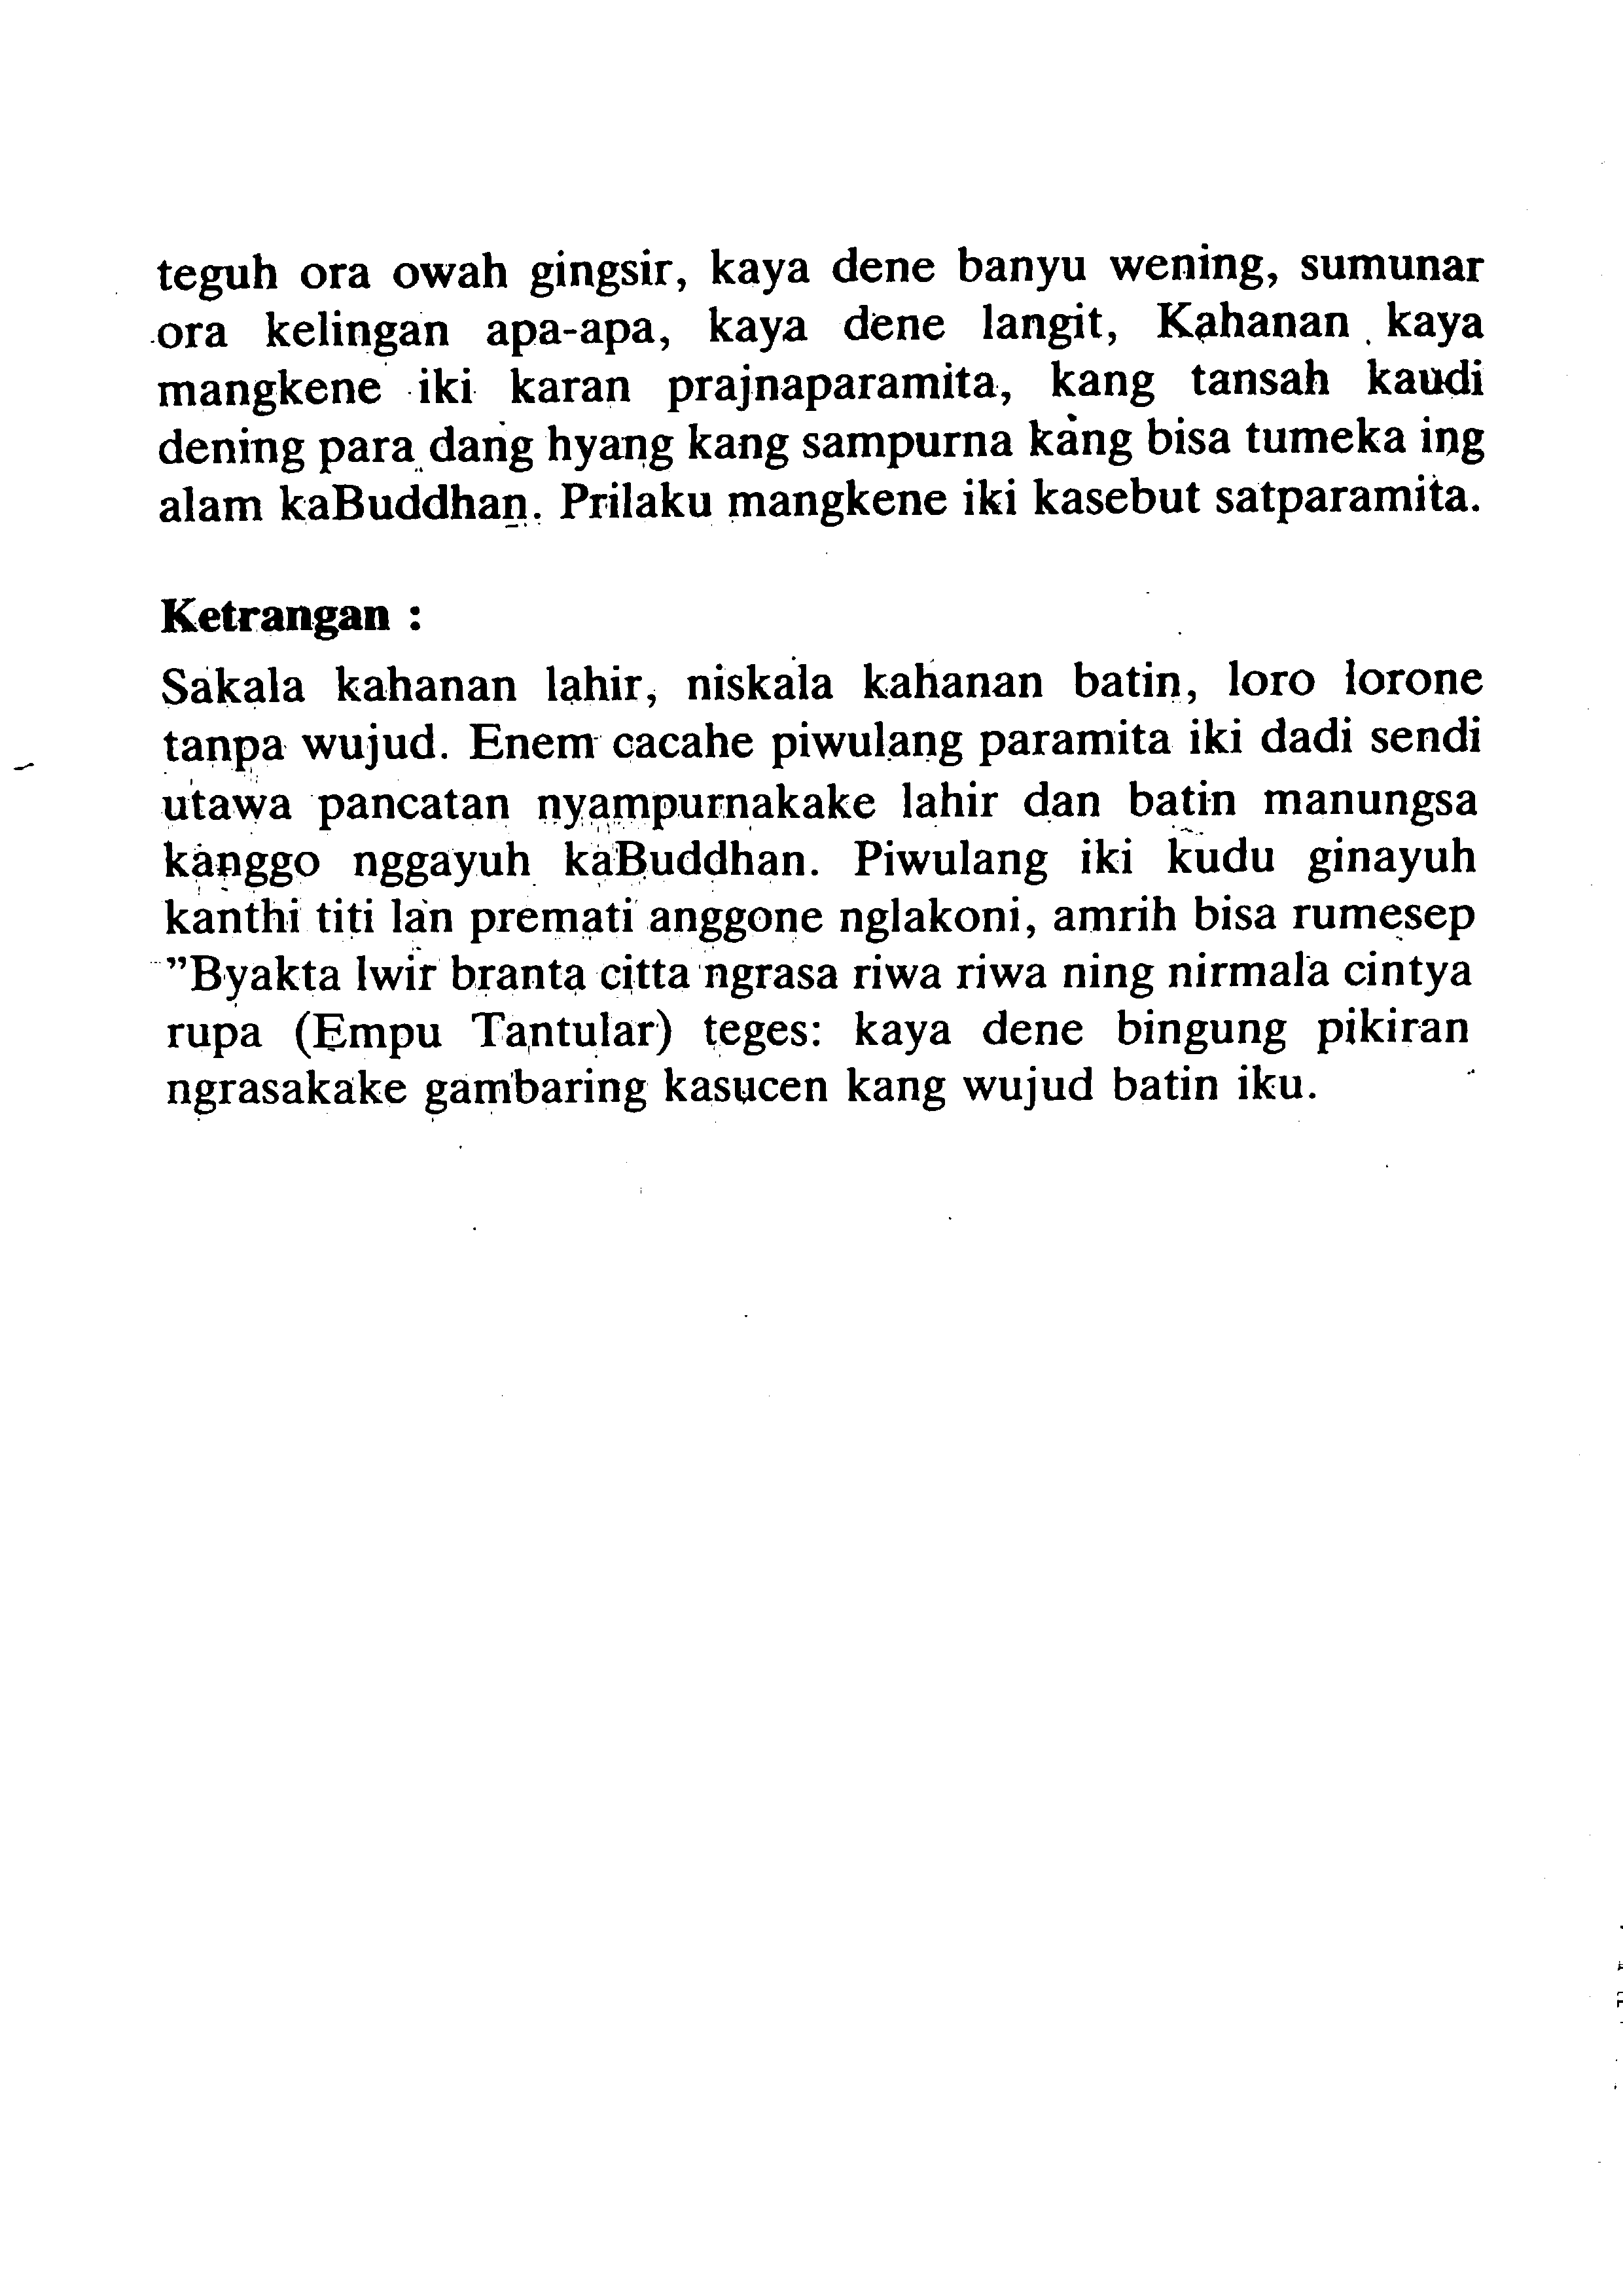 teguh ora owah gingsir, kaya dene banyu wening, sumunar
ora kelingan apa-apa, kaya dene langit, Kahanan kaya
mangkene iki karan prajnaparamita, kang tansah kaudi
dening para dang hyang kang sampurna kang bisa tumeka ing
alam kaBuddhan. Prilaku mangkene iki kasebut satparamita.
Ketrangan :
Sakala kahanan lahir, niskala kahanan batin, loro lorone
tanpa wujud. Enem cacahe piwulang paramita iki dadi sendi
utawa pancatan nyampurnakake lahir dan batin manungsa
kanggo nggayuh kaBuddhan. Piwulang iki kudu ginayuh
kanthi titi lan premati anggone nglakoni, amrih bisa rumesep
"Byakta lwir branta citta ngrasa riwa riwa ning nirmala cintya
rupa (Empu Tantular) teges: kaya dene bingung pikiran
ngrasakake gambaring kasucen kang wujud batin iku.